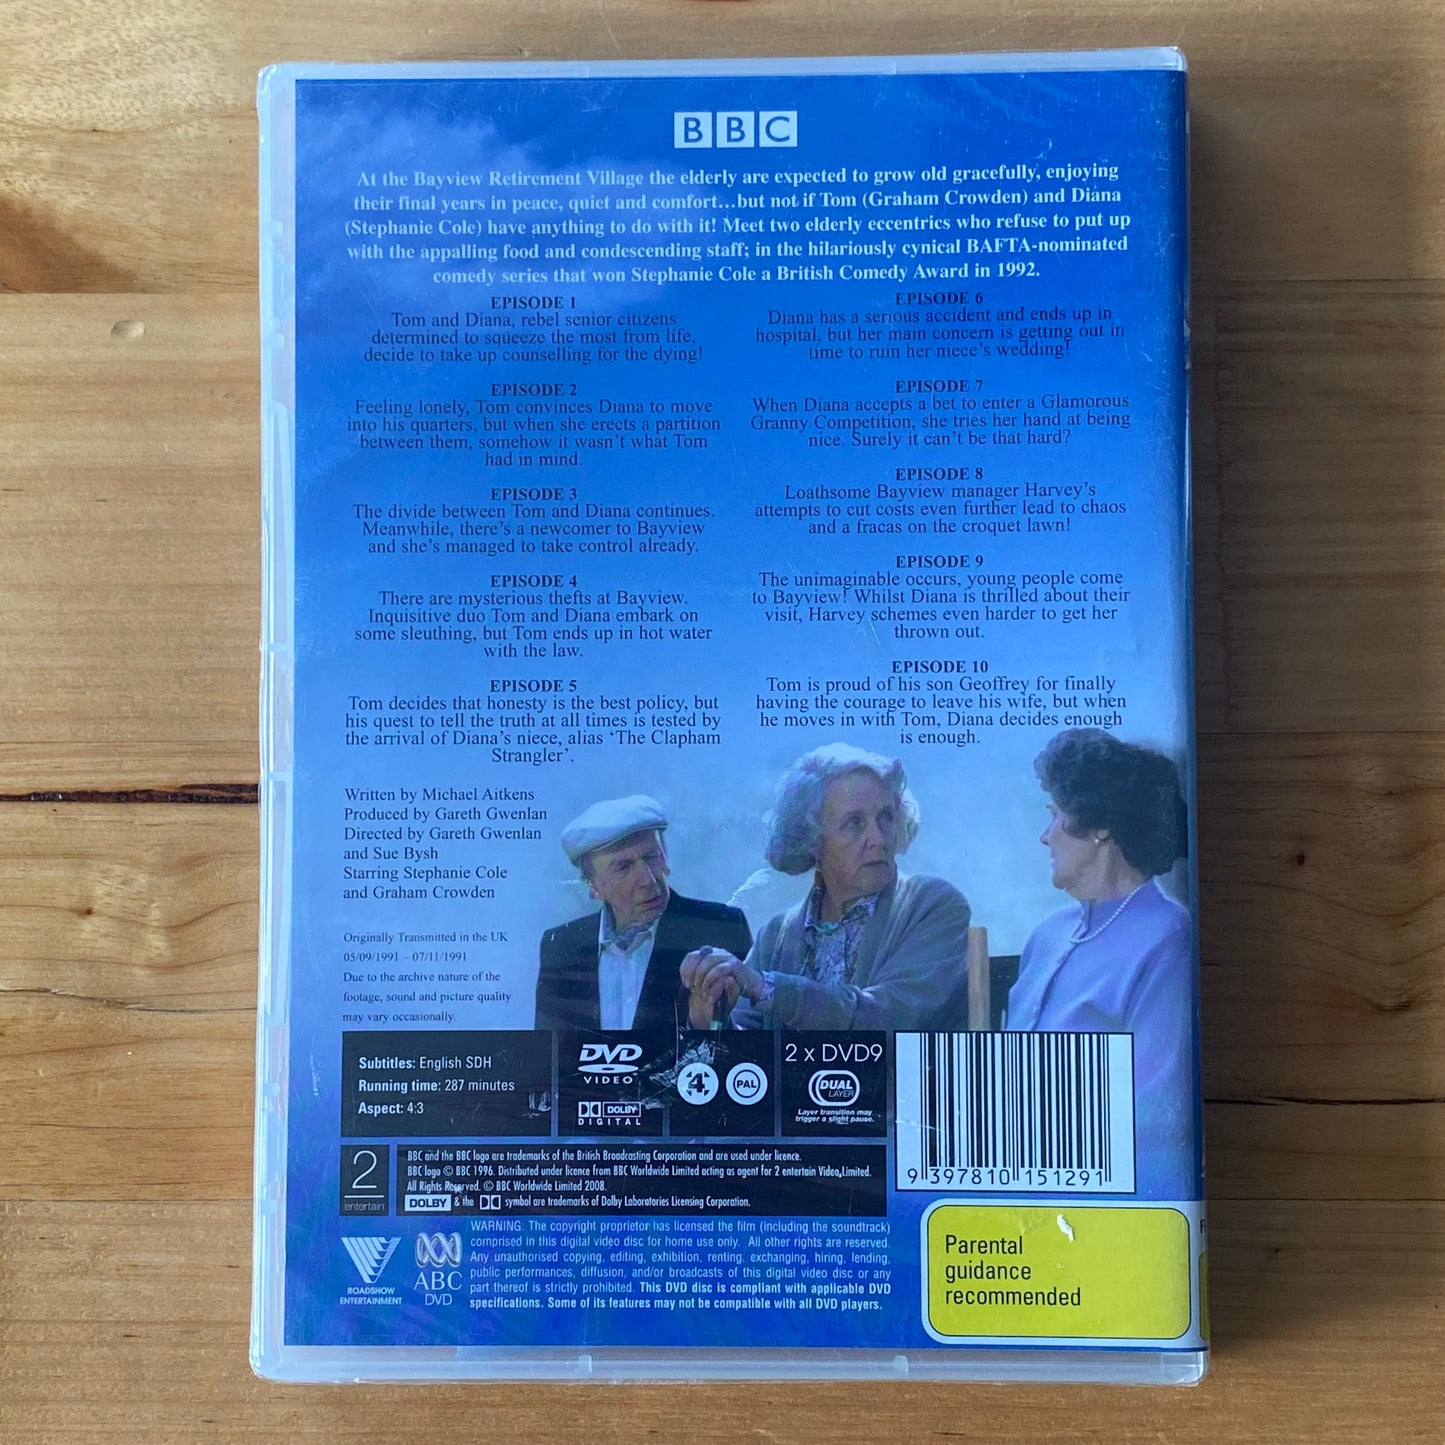 BBC
At the Bayview Retirement Village the elderly are expected to grow old gracefully, enjoying
their final years in peace, quiet and comfort...but not if Tom (Graham Crowden) and Diana
(Stephanie Cole) have anything to do with it! Meet two elderly eccentrics who refuse to put up
with the appalling food and condescending staff; in the hilariously cynical BAFTA-nominated
comedy series that won Stephanie Cole a British Comedy Award in 1992.
EPISODE 1
Tom and Diana, rebel senior citizens
determined to squeeze the most from life,
decide to take up counselling for the dying!
EPISODE 2
Feeling lonely, Tom convinces Diana to move
into his quarters, but when she erects a partition
between them, somehow it wasn't what Tom
had in mind.
EPISODE 3
The divide between Tom and Diana continues.
Meanwhile, there's a newcomer to Bayview
and she's managed to take control already.
EPISODE 4
There are mysterious thefts at Bayview.
Inquisitive duo Tom and Diana embark on
some sleuthing, but Tom ends up in hot water
with the law.
EPISODE 5
Tom decides that honesty is the best policy, but
his quest to tell the truth at all times is tested by
the arrival of Diana's niece, alias 'The Clapham
Strangler'.
EPISODE 6
Diana has a serious accident and ends up in
hospital, but her main concern is getting out in
time to ruin her niece's wedding!
EPISODE 7
When Diana accepts a bet to enter a Glamorous
Granny Competition, she tries her hand at being
nice. Surely it can't be that hard?
EPISODE 8
Loathsome Bayview manager Harvey's
attempts to cut costs even further lead to chaos
and a fracas on the croquet lawn!
EPISODE 9
The unimaginable occurs, young people come
to Bayview! Whilst Diana is thrilled about their
visit, Harvey schemes even harder to get her
thrown out.
EPISODE 10
Tom is proud of his son Geoffrey for finally
having the courage to leave his wife, but when
he moves in with Tom, Diana decides enough
is enough.
Written by Michael Aitkens
Produced by Gareth Gwenlan
Directed by Gareth Gwenlan
and Sue Bysh
Starring Stephanie Cole
and Graham Crowden
Originally Transmitted in the UK
05/09/1991 – 07/11/1991
Due to the archive nature of the
footage, sound and picture quality
may vary occasionally.
Subtitles: English SDH
Running time: 287 minutes
Aspect: 4:3
DVD
VIDEO
DOLBY
DIGITAL
4
PAL
2 x DVD9
DUAL
LAYER
Layer transition may
trigger a slight pause.
9 397810 151291
2
entertain
BBC and the BBC logo are trademarks of the British Broadcasting Corporation and are used under licence.
BBC logo © BBC 1996. Distributed under licence from BBC Worldwide Limited acting as agent for 2 entertain Video Limited.
All Rights Reserved. © BBC Worldwide Limited 2008.
DOLBY & the symbol are trademarks of Dolby Laboratories Licensing Corporation.
ROADSHOW
ENTERTAINMENT
ABC
DVD
WARNING: The copyright proprietor has licensed the film (including the soundtrack)
comprised in this digital video disc for home use only. All other rights are reserved.
Any unauthorised copying, editing, exhibition, renting, exchanging, hiring, lending,
public performances, diffusion, and/or broadcasts of this digital video disc or any
part thereof is strictly prohibited. This DVD disc is compliant with applicable DVD
specifications. Some of its features may not be compatible with all DVD players.
Parental
guidance
recommended